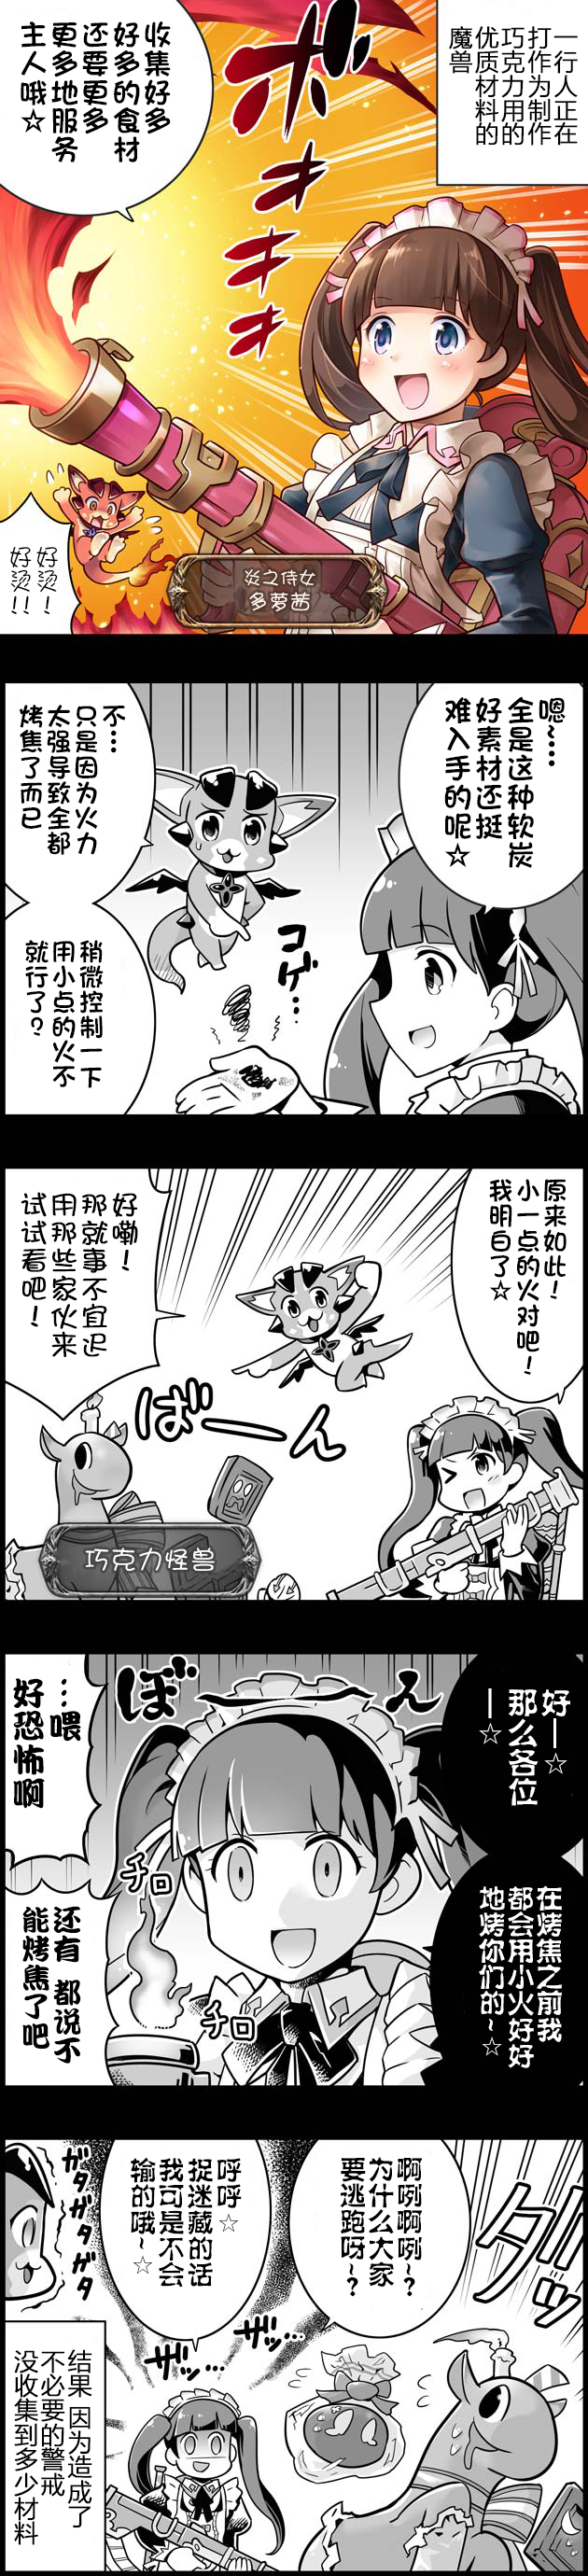 一行人正在
打作为制作
巧克力用的
优质材料的
魔兽
ボ
キ
キ
キ
收集好多
好多的食材
还要更多
更多地服务
主人哦☆
好烫！
好烫!!
炎之侍女
多萝茜
嗯~…
全是这种软炭
好素材还挺
难入手的呢☆
不…
只是因为火力
太强导致全都
烤焦了而已
コゲ…
稍微控制一下
用小点的火不
就行了?
原来如此！
小一点的火对吧！
我明白了☆
好嘞！
那就事不宜迟
用那些家伙来
试试看吧！
ばーん
巧克力怪兽
好—☆
那么各位
—☆
ぼーん
…喂
好恐怖啊
在烤焦之前我
都会用小火好好
地烤你们的~☆
チロ
チロ
还有 都说不
能烤焦了吧
ダッ
啊咧啊咧~?
为什么大家
要逃跑呀~?
呼呼☆
捉迷藏的话
我可是不会
输的哦~☆
ガタガタガタ
ザッ…
ザッ…
结果 因为造成了
不必要的警戒
没收集到多少材料